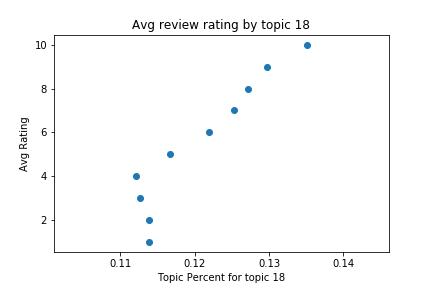 Avg review rating by topic 18
10
8
6
4
2
Avg Rating
0.11 0.12 0.13 0.14
Topic Percent for topic 18